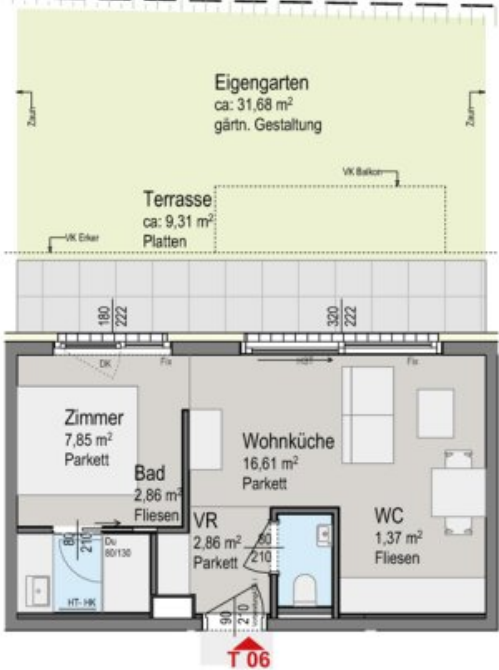 Eigengarten
ca: 31,68 m²
gärtn. Gestaltung
Zaun
Zaun
VK Balkon
Terrasse
ca: 9,31 m²
Platten
VK Erker
180
222
320
222
DK
Fix
HST
Fix
Zimmer
7,85 m²
Parkett
Wohnküche
16,61 m²
Parkett
Bad
2,86 m²
Fliesen
VR
2,86 m²
Parkett
WC
1,37 m²
Fliesen
80
210
Du
80/130
80
210
HT- HK
90
210
T 06